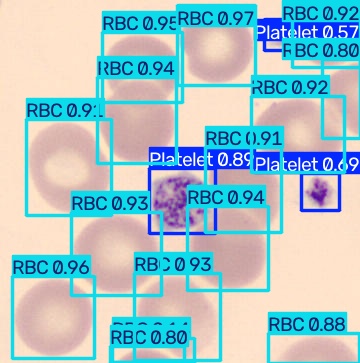 RBC 0.95
RBC 0.97
RBC 0.92
Platelet 0.57
RBC 0.80
RBC 0.94
RBC 0.92
RBC 0.91
RBC 0.91
Platelet 0.89
Platelet 0.69
RBC 0.93
RBC 0.94
RBC 0.96
RBC 0.93
RBC 0.80
RBC 0.88